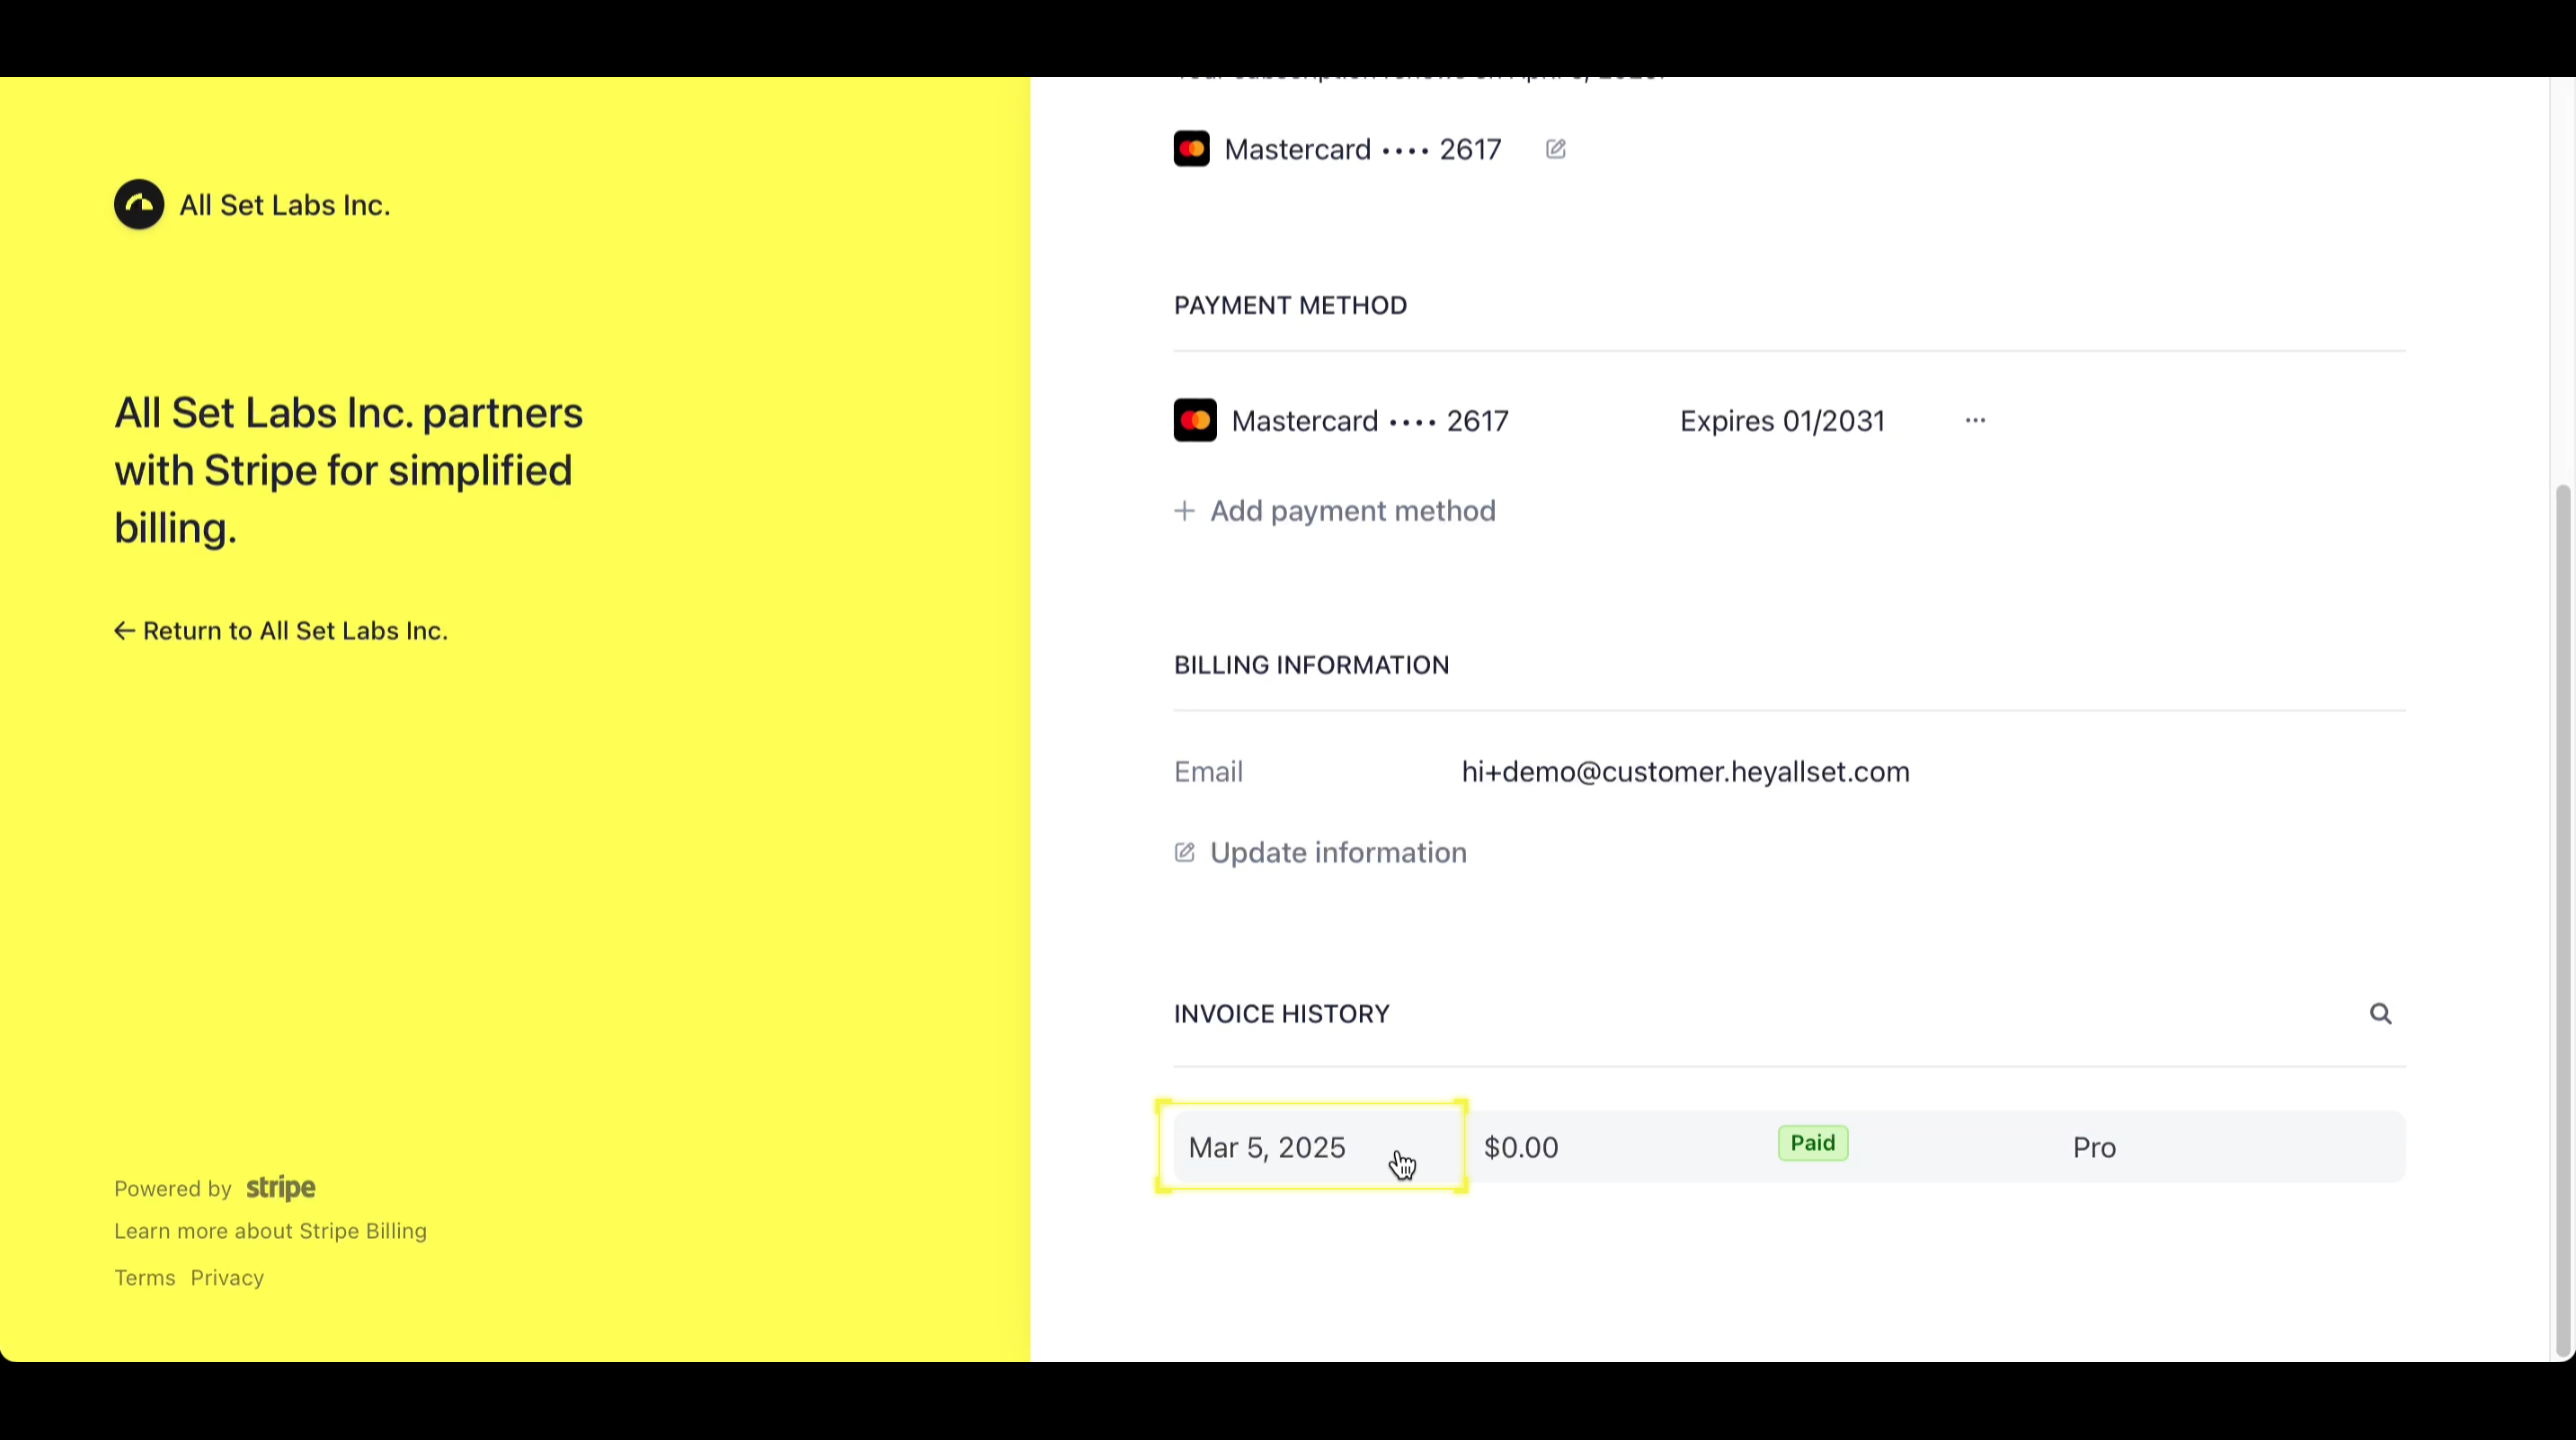 All Set Labs Inc.
All Set Labs Inc. partners
with Stripe for simplified
billing.
← Return to All Set Labs Inc.
Powered by stripe
Learn more about Stripe Billing
Terms Privacy
Mastercard •••• 2617
PAYMENT METHOD
Mastercard •••• 2617 Expires 01/2031 ···
+ Add payment method
BILLING INFORMATION
Email hi+demo@customer.heyallset.com
Update information
INVOICE HISTORY
Mar 5, 2025 $0.00 Paid Pro